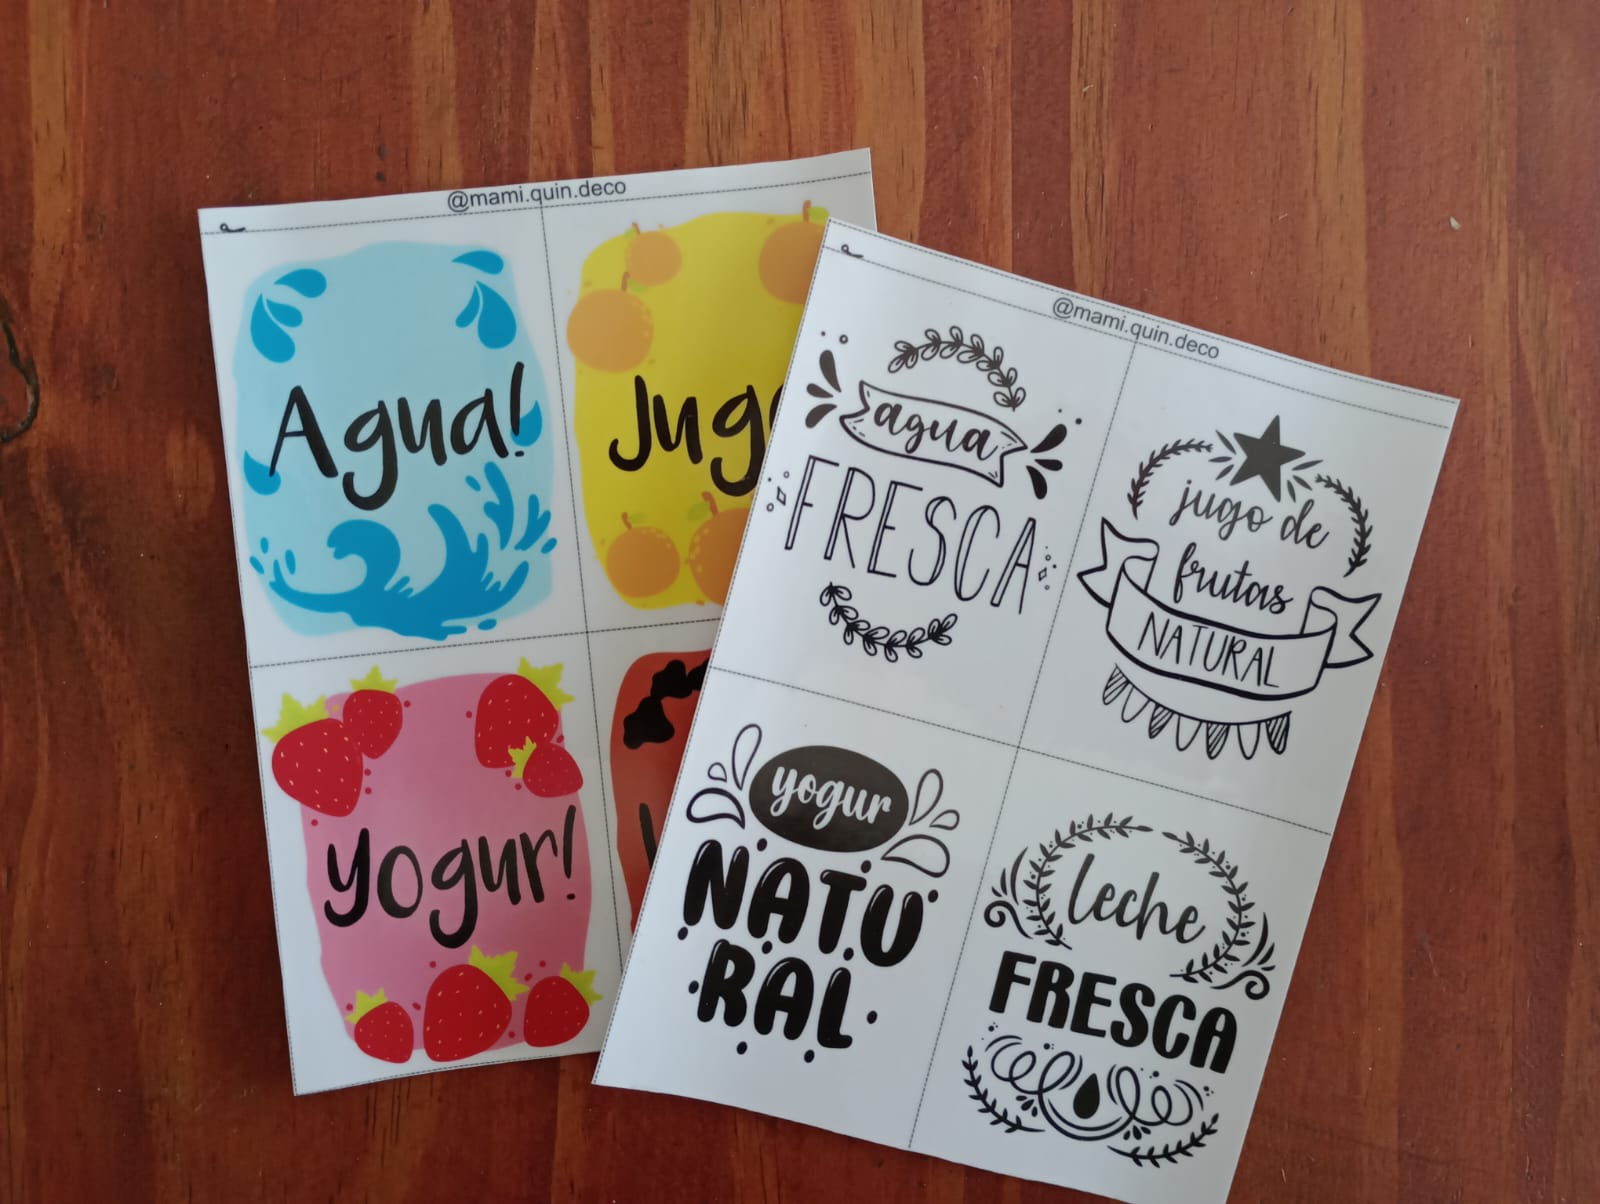 @mami.quin.deco
Agua!
Yogur!
@mami.quin.deco
agua
FRESCA
jugo de
frutas
NATURAL
yogur
NATU
RAL
leche
FRESCA